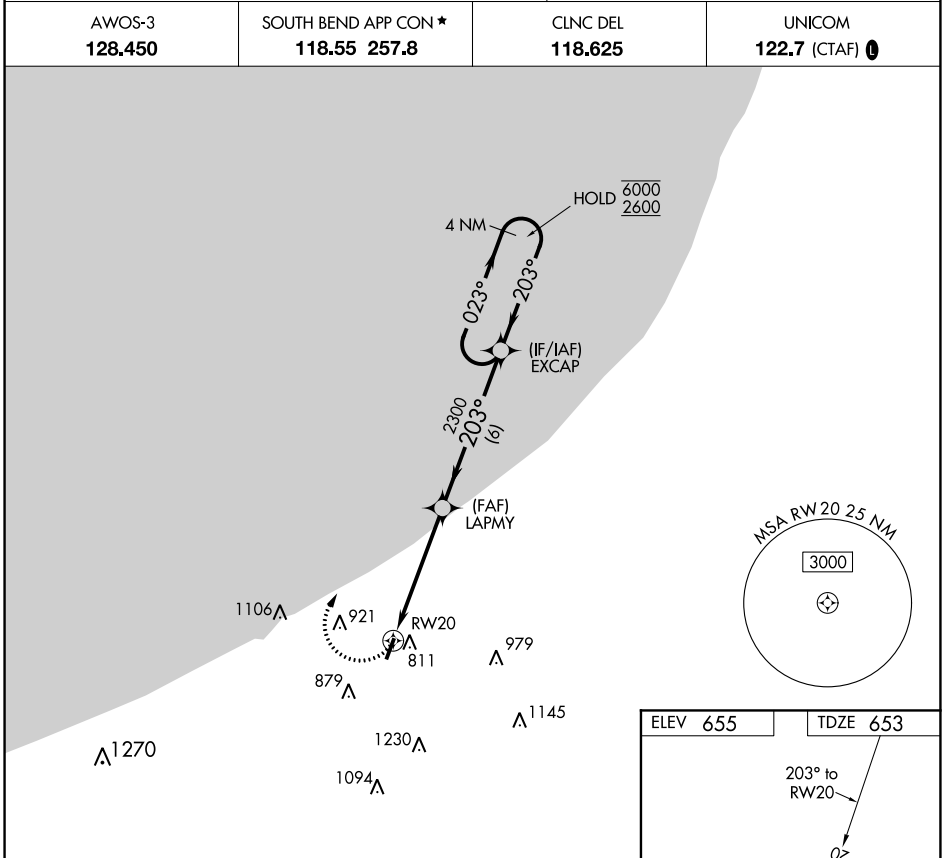 AWOS-3
128.450
SOUTH BEND APP CON ★
118.55 257.8
CLNC DEL
118.625
UNICOM
122.7 (CTAF) L
HOLD 6000
2600
4 NM
023°
203°
(IF/IAF)
EXCAP
2300
203°
(6)
(FAF)
LAPMY
MSA RW20 25 NM
3000
1106
921
RW20
811
979
879
1145
1230
1270
1094
ELEV 655
TDZE 653
203° to
RW20